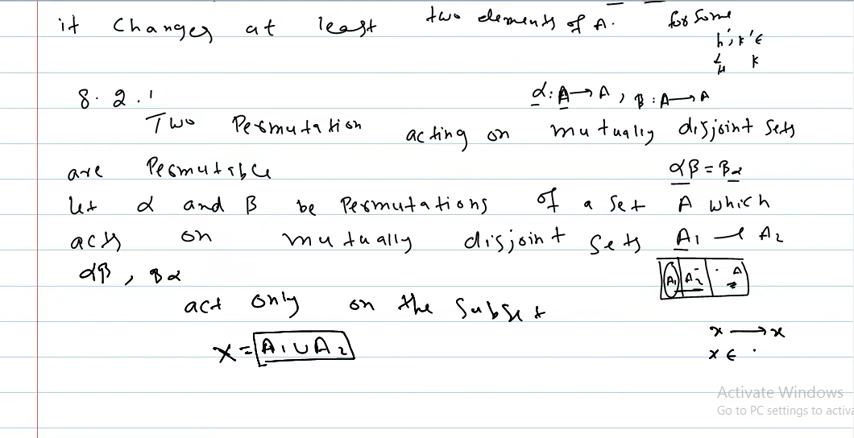 it changes at least two elements of A. for some
h', k' ∈
k
8.2.1
α: A → A, β: A → A
Two Permutation acting on mutually disjoint sets
are Permutable
αβ = βα
let α and β be Permutations of a set A which
acts on mutually disjoint sets A₁ A₂
αβ, βα
A₁ A₂ A
act only on the subset
X = A₁ ∪ A₂
x → x
x ∈
Activate Windows
Go to PC settings to activa